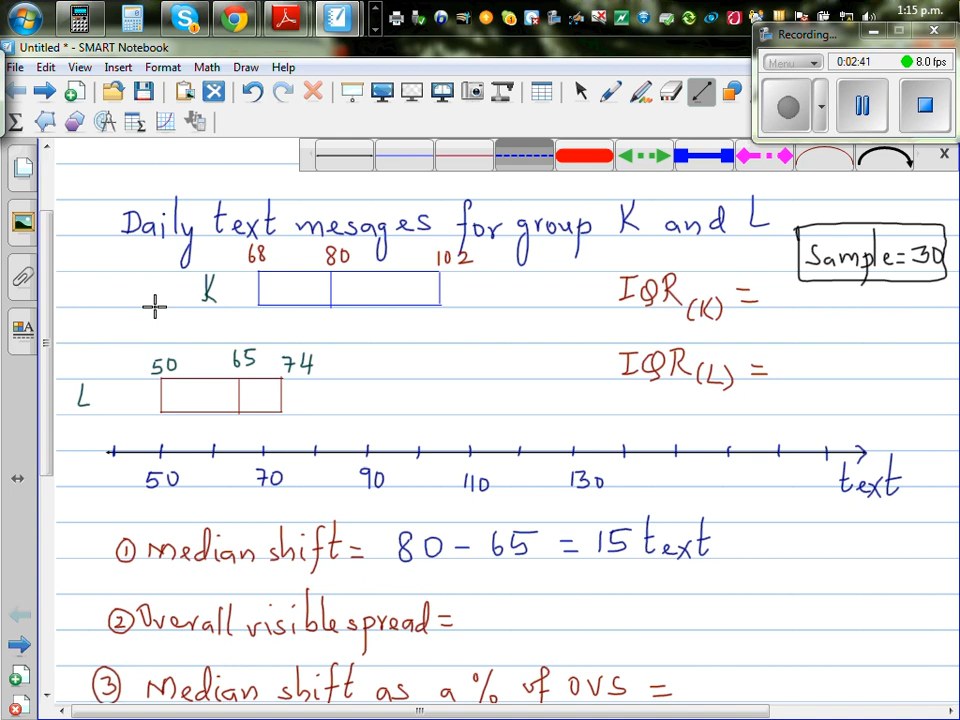 1:15 p.m.
Untitled * - SMART Notebook
Recording...
File Edit View Insert Format Math Draw Help
Menu
0:02:41
8.0 fps
Daily text mesages for group K and L
Sample=30
68 80 102
K
IQR(K) =
50 65 74
IQR(L) =
L
50 70 90 110 130
text
① Median shift = 80 - 65 = 15 text
② Overall visible spread =
③ Median shift as a % of OVS =